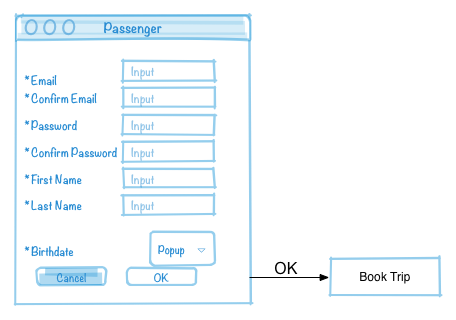 Passenger
*Email Input
*Confirm Email Input
*Password Input
*Confirm Password Input
*First Name Input
*Last Name Input
*Birthdate Popup
Cancel OK
OK
Book Trip